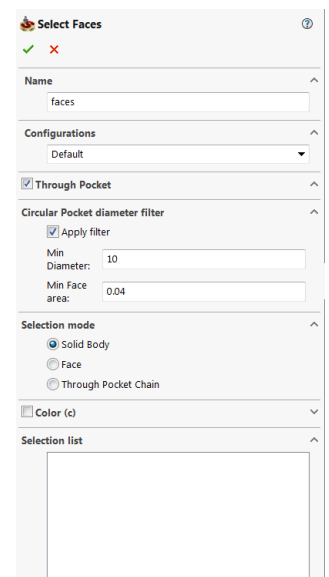 Select Faces
Name
faces
Configurations
Default
Through Pocket
Circular Pocket diameter filter
Apply filter
Min
Diameter:
10
Min Face
area:
0.04
Selection mode
Solid Body
Face
Through Pocket Chain
Color (c)
Selection list